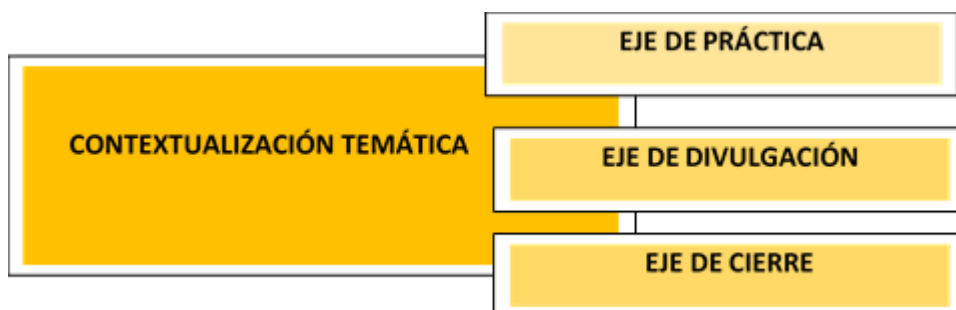 EJE DE PRÁCTICA
CONTEXTUALIZACIÓN TEMÁTICA
EJE DE DIVULGACIÓN
EJE DE CIERRE